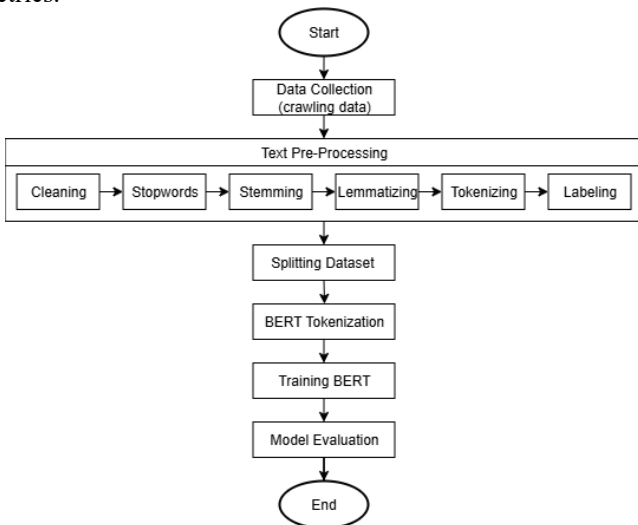 Start
Data Collection
(crawling data)
Text Pre-Processing
Cleaning
Stopwords
Stemming
Lemmatizing
Tokenizing
Labeling
Splitting Dataset
BERT Tokenization
Training BERT
Model Evaluation
End